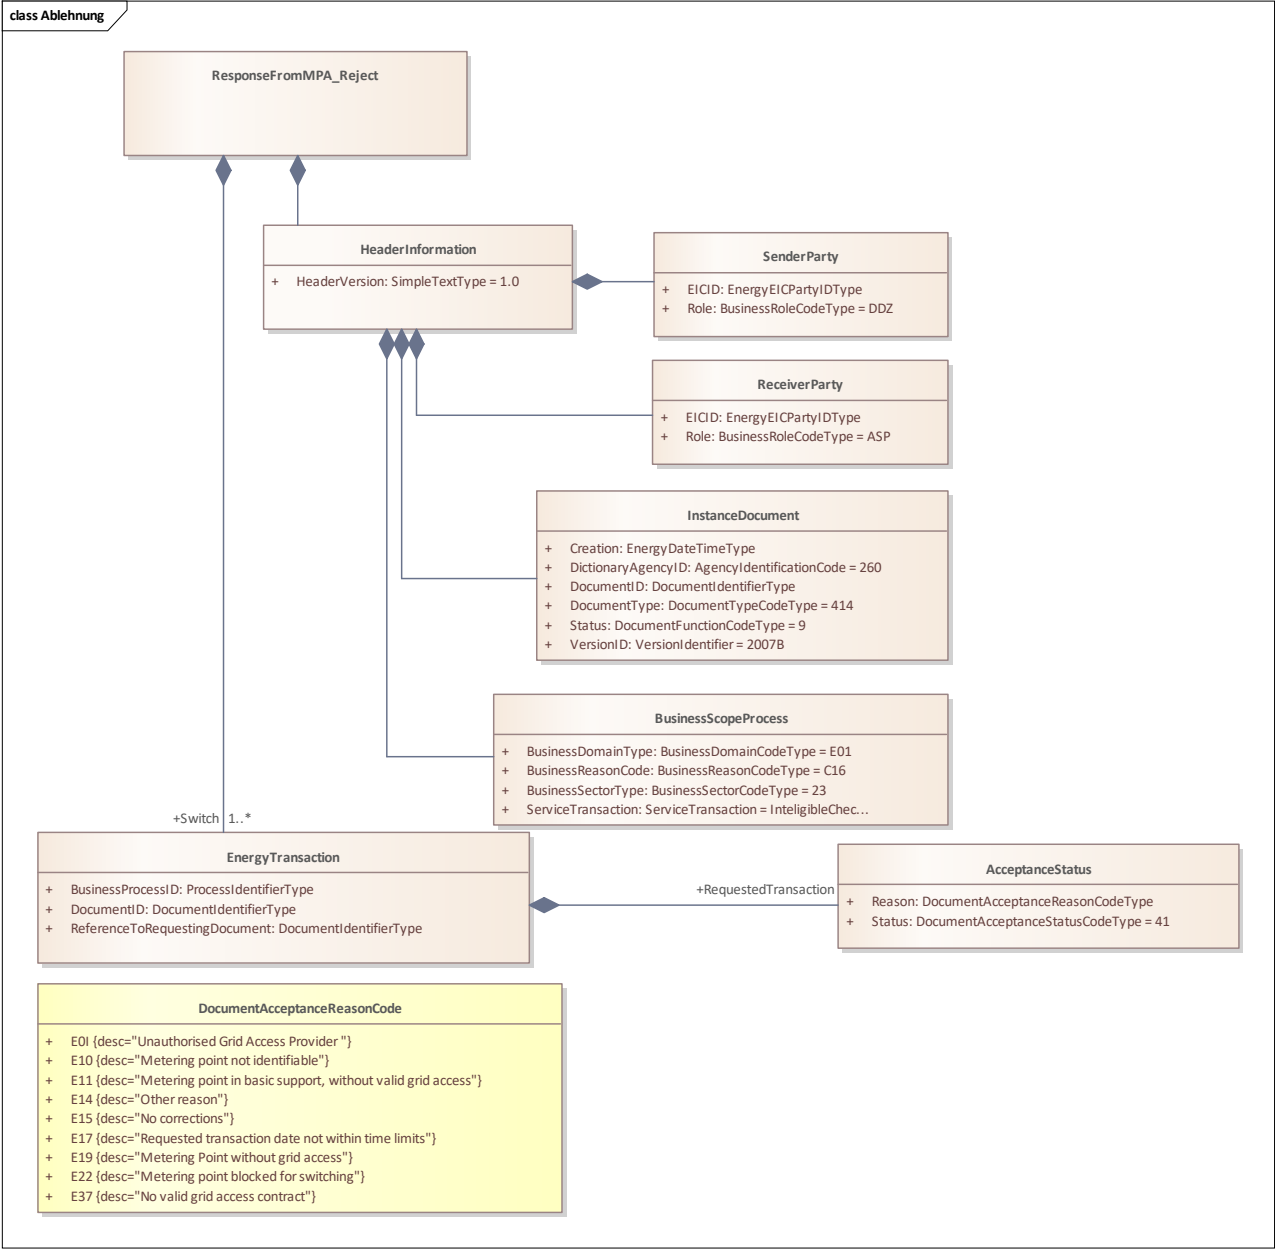 class Ablehnung
ResponseFromMPA_Reject
HeaderInformation
+ HeaderVersion: SimpleTextType = 1.0
SenderParty
+ EICID: EnergyEICPartyIDType
+ Role: BusinessRoleCodeType = DDZ
ReceiverParty
+ EICID: EnergyEICPartyIDType
+ Role: BusinessRoleCodeType = ASP
InstanceDocument
+ Creation: EnergyDateTimeType
+ DictionaryAgencyID: AgencyIdentificationCode = 260
+ DocumentID: DocumentIdentifierType
+ DocumentType: DocumentTypeCodeType = 414
+ Status: DocumentFunctionCodeType = 9
+ VersionID: VersionIdentifier = 2007B
BusinessScopeProcess
+ BusinessDomainType: BusinessDomainCodeType = E01
+ BusinessReasonCode: BusinessReasonCodeType = C16
+ BusinessSectorType: BusinessSectorCodeType = 23
+ ServiceTransaction: ServiceTransaction = InteligibleChec...
+Switch 1..*
EnergyTransaction
+ BusinessProcessID: ProcessIdentifierType
+ DocumentID: DocumentIdentifierType
+ ReferenceToRequestingDocument: DocumentIdentifierType
+RequestedTransaction
AcceptanceStatus
+ Reason: DocumentAcceptanceReasonCodeType
+ Status: DocumentAcceptanceStatusCodeType = 41
DocumentAcceptanceReasonCode
+ E0I {desc="Unauthorised Grid Access Provider "}
+ E10 {desc="Metering point not identifiable"}
+ E11 {desc="Metering point in basic support, without valid grid access"}
+ E14 {desc="Other reason"}
+ E15 {desc="No corrections"}
+ E17 {desc="Requested transaction date not within time limits"}
+ E19 {desc="Metering Point without grid access"}
+ E22 {desc="Metering point blocked for switching"}
+ E37 {desc="No valid grid access contract"}